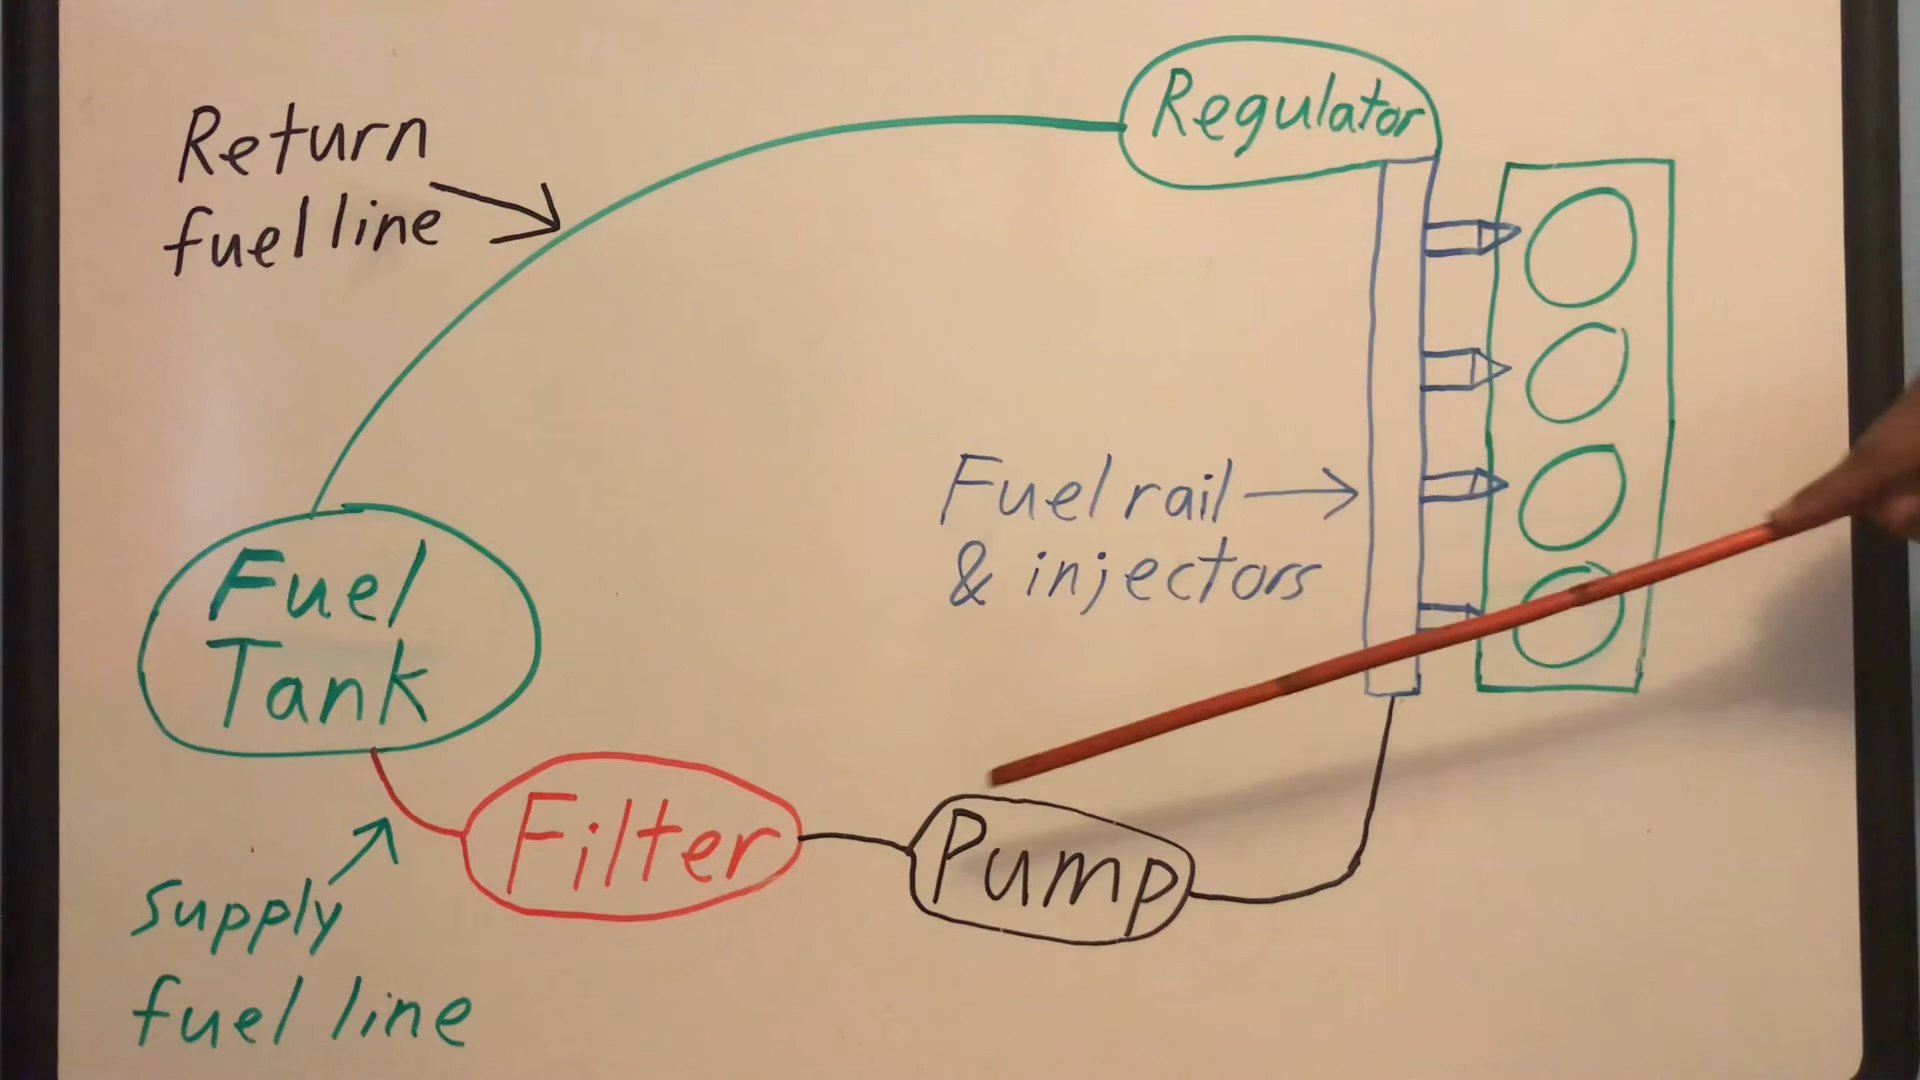 Return
fuel line
Regulator
Fuel rail
& injectors
Fuel
Tank
Filter
Pump
Supply
fuel line